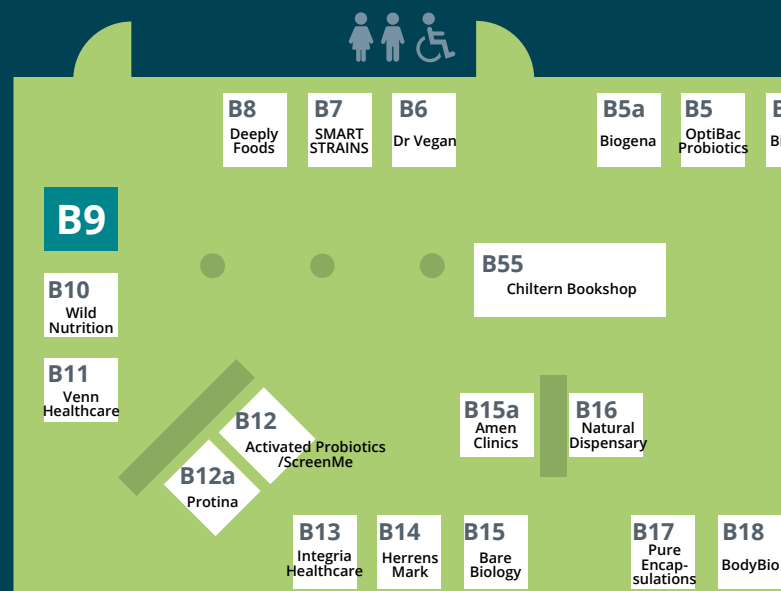 B8
Deeply
Foods
B7
SMART
STRAINS
B6
Dr Vegan
B5a
Biogena
B5
OptiBac
Probiotics
B9
B10
Wild
Nutrition
B11
Venn
Healthcare
B55
Chiltern Bookshop
B12
Activated Probiotics
/ScreenMe
B12a
Protina
B15a
Amen
Clinics
B16
Natural
Dispensary
B13
Integria
Healthcare
B14
Herrens
Mark
B15
Bare
Biology
B17
Pure
Encap-
sulations
B18
BodyBio